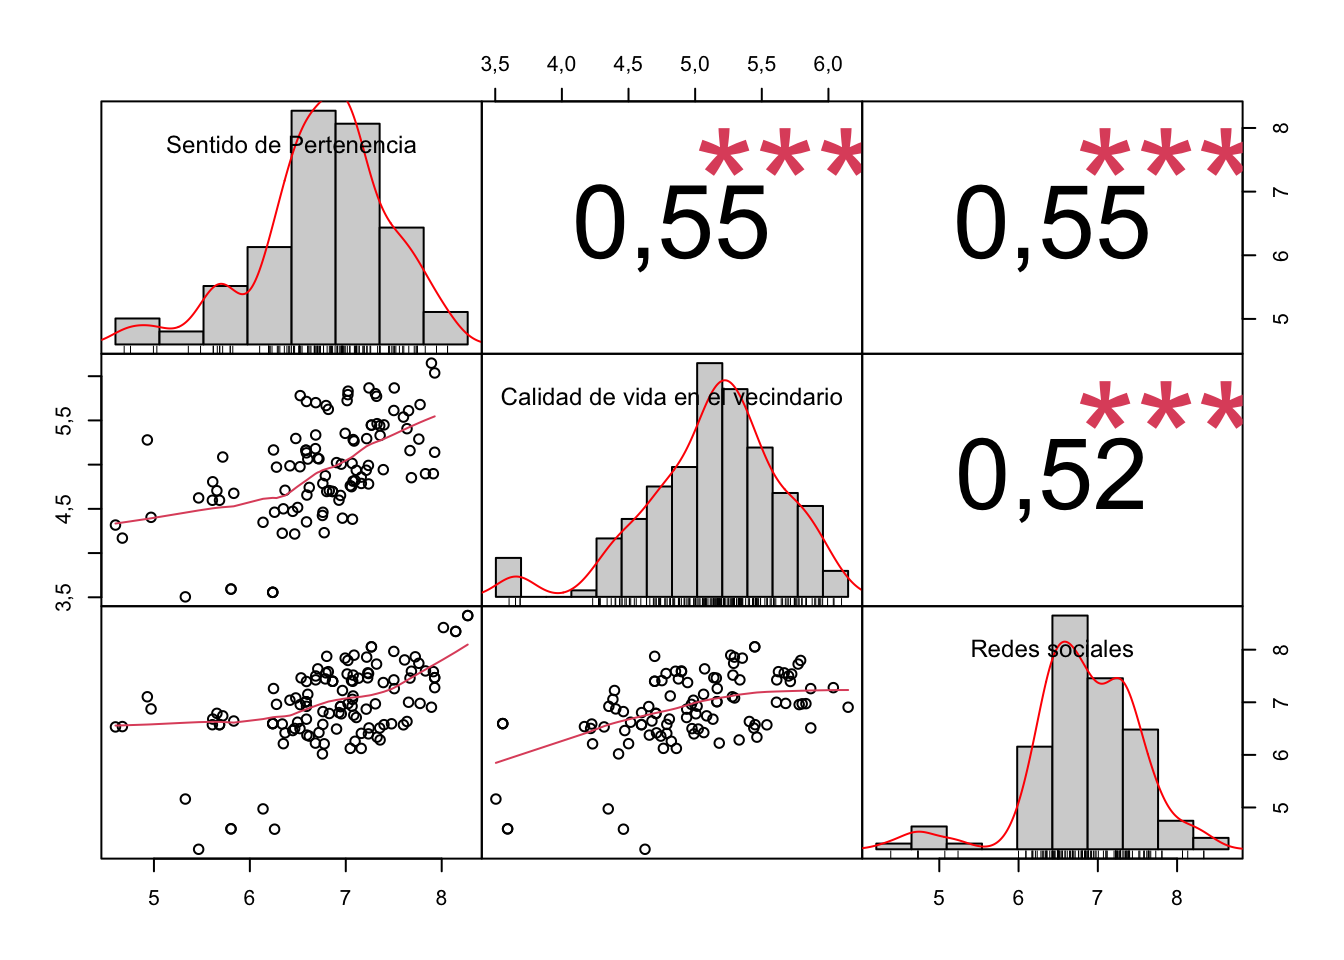 3,5 4,0 4,5 5,0 5,5 6,0
Sentido de Pertenencia
***
0,55
***
0,55
8
7
6
5
5,5
4,5
3,5
Calidad de vida en el vecindario
***
0,52
Redes sociales
8
7
6
5
5 6 7 8
5 6 7 8